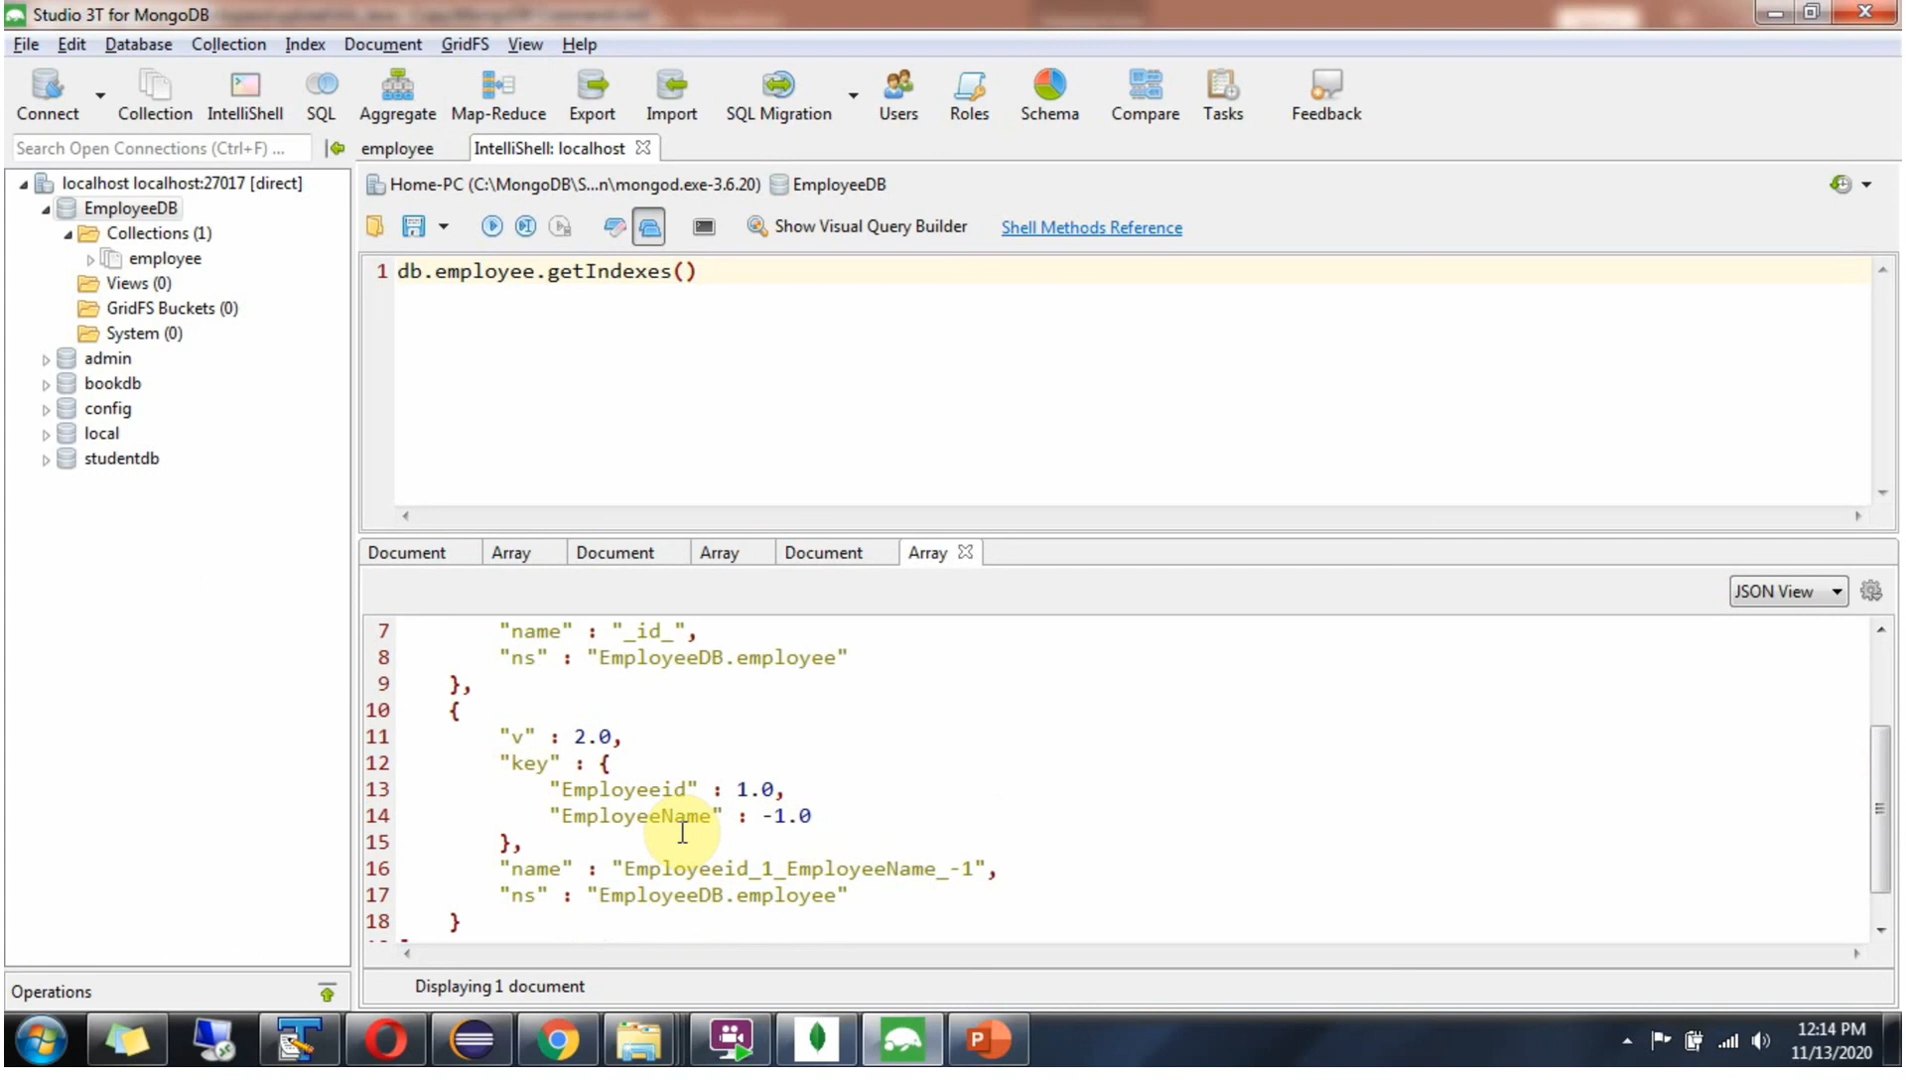 Studio 3T for MongoDB
File Edit Database Collection Index Document GridFS View Help
Connect Collection IntelliShell SQL Aggregate Map-Reduce Export Import SQL Migration Users Roles Schema Compare Tasks Feedback
Search Open Connections (Ctrl+F) ...
employee
IntelliShell: localhost
localhost localhost:27017 [direct]
EmployeeDB
Collections (1)
employee
Views (0)
GridFS Buckets (0)
System (0)
admin
bookdb
config
local
studentdb
Home-PC (C:\MongoDB\S...n\mongod.exe-3.6.20) EmployeeDB
Show Visual Query Builder Shell Methods Reference
1 db.employee.getIndexes()
Document Array Document Array Document Array
JSON View
7 "name" : "_id_",
8 "ns" : "EmployeeDB.employee"
9 },
10 {
11 "v" : 2.0,
12 "key" : {
13 "Employeeid" : 1.0,
14 "EmployeeName" : -1.0
15 },
16 "name" : "Employeeid_1_EmployeeName_-1",
17 "ns" : "EmployeeDB.employee"
18 }
Operations
Displaying 1 document
12:14 PM
11/13/2020